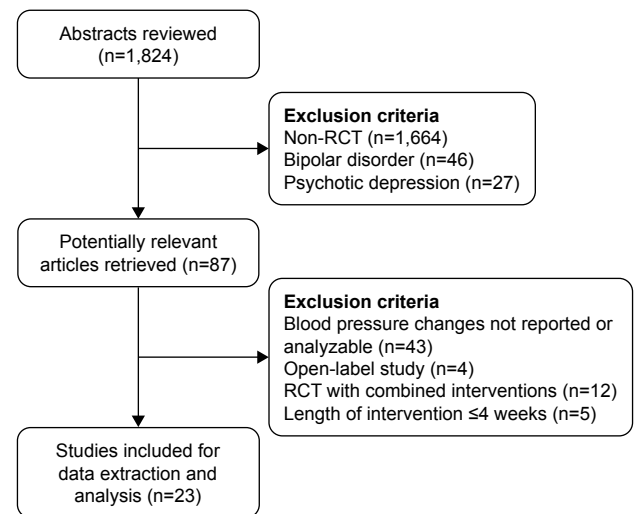 Abstracts reviewed
(n=1,824)
Exclusion criteria
Non-RCT (n=1,664)
Bipolar disorder (n=46)
Psychotic depression (n=27)
Potentially relevant
articles retrieved (n=87)
Exclusion criteria
Blood pressure changes not reported or
analyzable (n=43)
Open-label study (n=4)
RCT with combined interventions (n=12)
Length of intervention ≤4 weeks (n=5)
Studies included for
data extraction and
analysis (n=23)